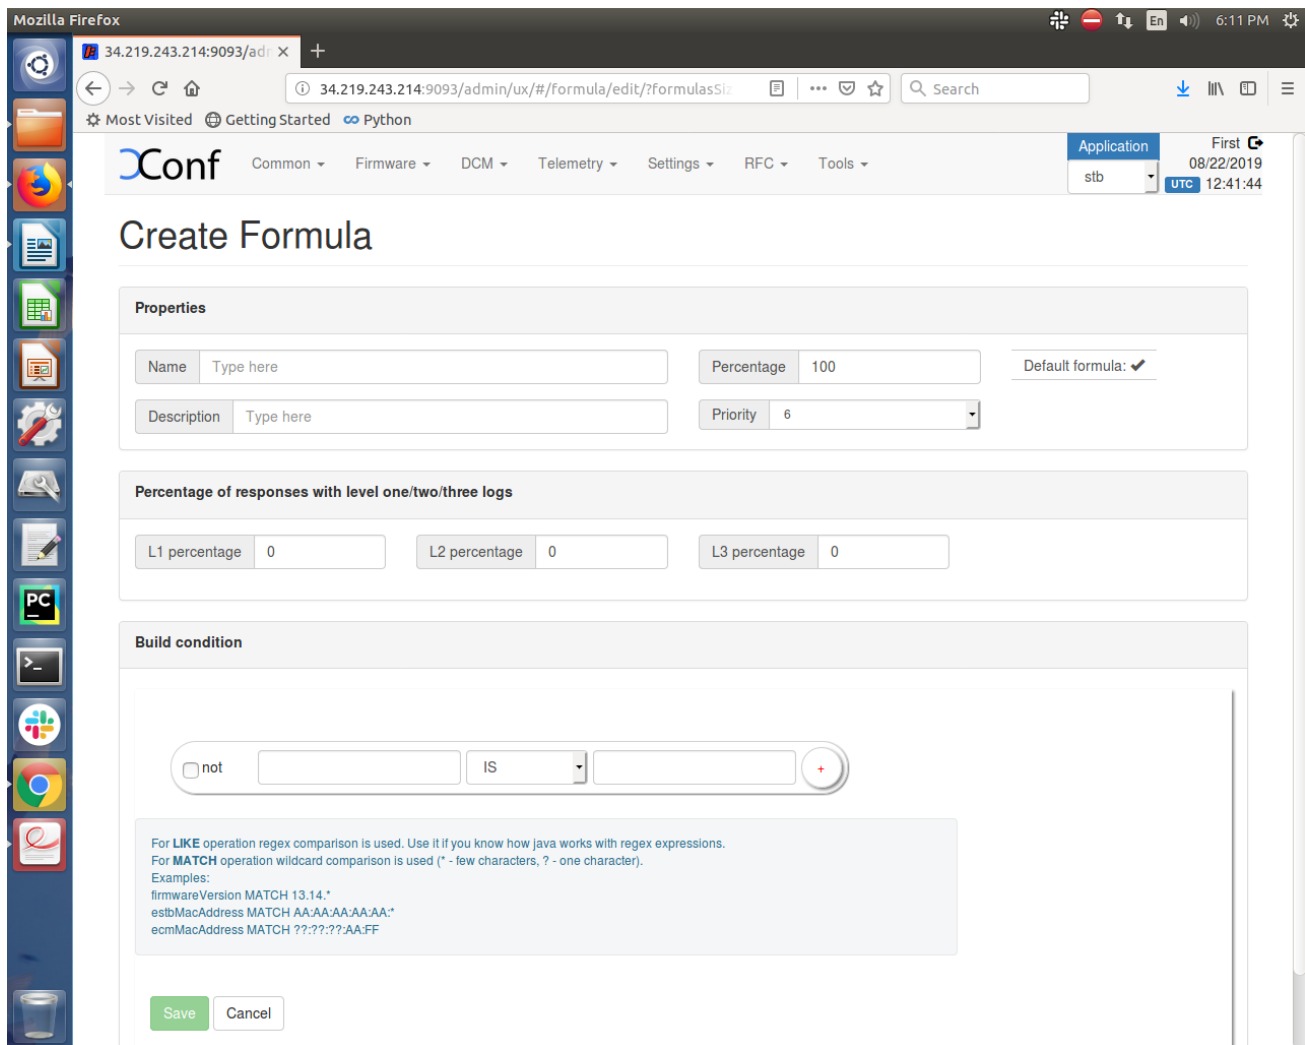 Mozilla Firefox
En
6:11 PM
34.219.243.214:9093/adr
34.219.243.214:9093/admin/ux/#/formula/edit/?formulasSiz
Search
Most Visited
Getting Started
Python
XConf
Common
Firmware
DCM
Telemetry
Settings
RFC
Tools
Application
stb
First
08/22/2019
UTC 12:41:44
Create Formula
Properties
Name Type here
Percentage 100
Default formula:
Description Type here
Priority 6
Percentage of responses with level one/two/three logs
L1 percentage 0
L2 percentage 0
L3 percentage 0
Build condition
not
IS
+
For LIKE operation regex comparison is used. Use it if you know how java works with regex expressions.
For MATCH operation wildcard comparison is used (* - few characters, ? - one character).
Examples:
firmwareVersion MATCH 13.14.*
estbMacAddress MATCH AA:AA:AA:AA:AA:*
ecmMacAddress MATCH ??:??:??:AA:FF
Save
Cancel
PC
>_